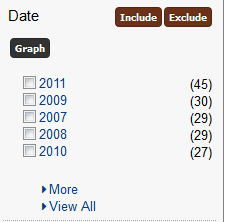 Date Include Exclude
Graph
2011 (45)
2009 (30)
2007 (29)
2008 (29)
2010 (27)
More
View All